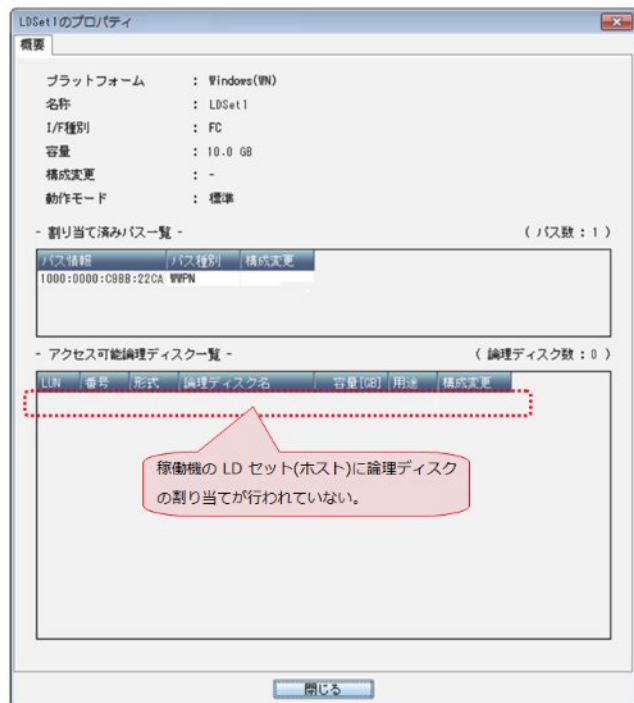 LDSet1のプロパティ
概要
プラットフォーム : Windows(WN)
名称 : LDSet1
I/F種別 : FC
容量 : 10.0 GB
構成変更 : -
動作モード : 標準
- 割り当て済みパス一覧 - ( パス数 : 1 )
パス情報 パス種別 構成変更
1000:0000:C9BB:22CA WWPN
- アクセス可能論理ディスク一覧 - ( 論理ディスク数 : 0 )
LUN 番号 形式 論理ディスク名 容量[GB] 用途 構成変更
稼働機の LD セット(ホスト)に論理ディスク
の割り当てが行われていない。
閉じる